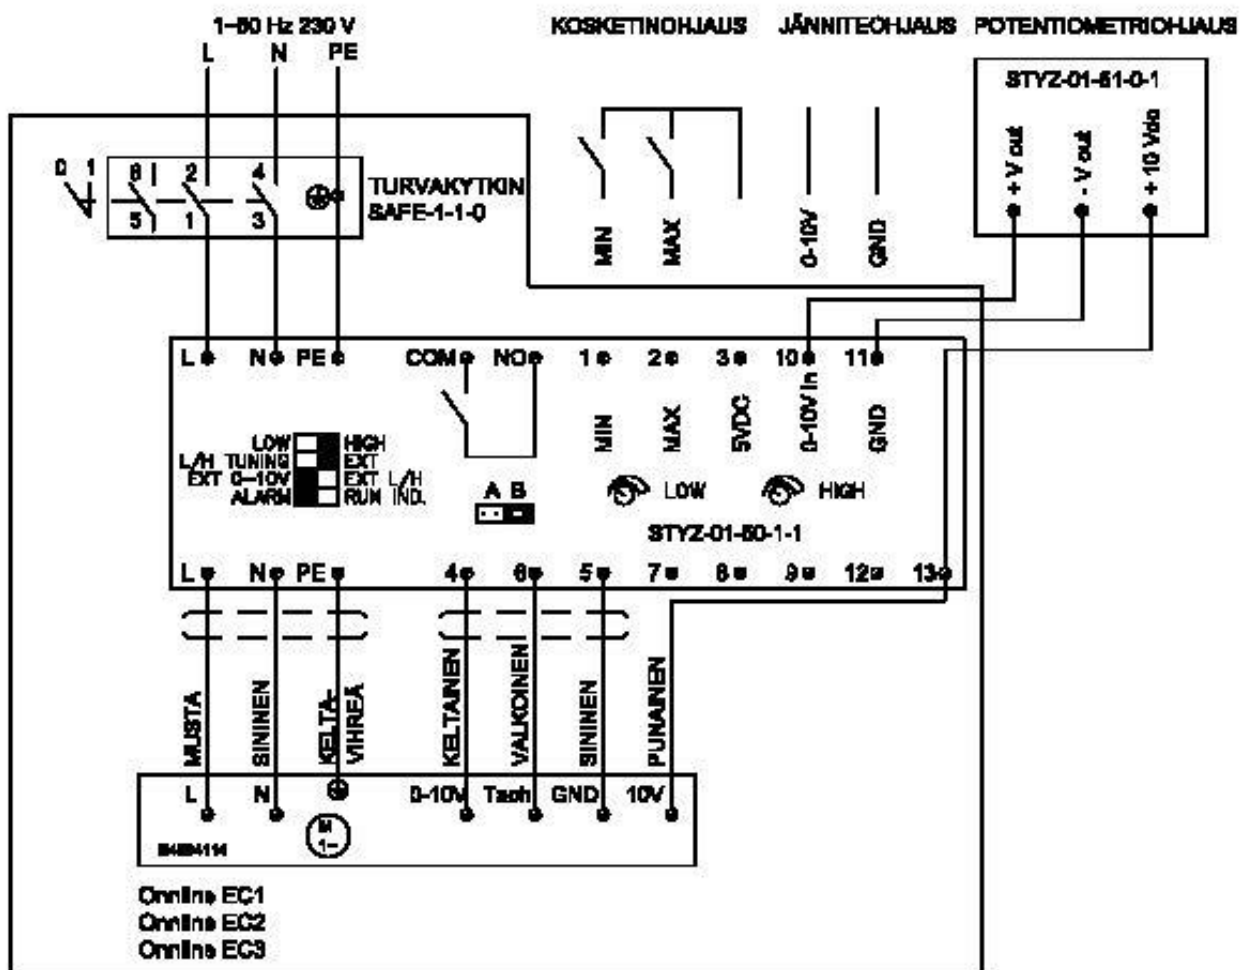 1~50 Hz 230 V
KOSKETINOHJAUS
JÄNNITEOHJAUS
POTENTIOMETRIOHJAUS
L N PE
STYZ-01-51-0-1
+ V out
- V out
+ 10 Vdc
0 1
6 2 4
5 1 3
TURVAKYTKIN
SAFE-1-1-0
MIN
MAX
0-10V
GND
L N PE COM NO 1 2 3 10 11
MIN
MAX
5VDC
0-10V In
GND
LOW HIGH
L/H TUNING EXT
EXT 0-10V EXT L/H
ALARM RUN IND.
A B
LOW
HIGH
STYZ-01-50-1-1
L N PE 4 6 5 7 8 9 12 13
MUSTA
SININEN
KELTA-
VIHREÄ
KELTAINEN
VALKOINEN
SININEN
PUNAINEN
L N 0-10V Tach GND 10V
M
1~
Onnline EC1
Onnline EC2
Onnline EC3